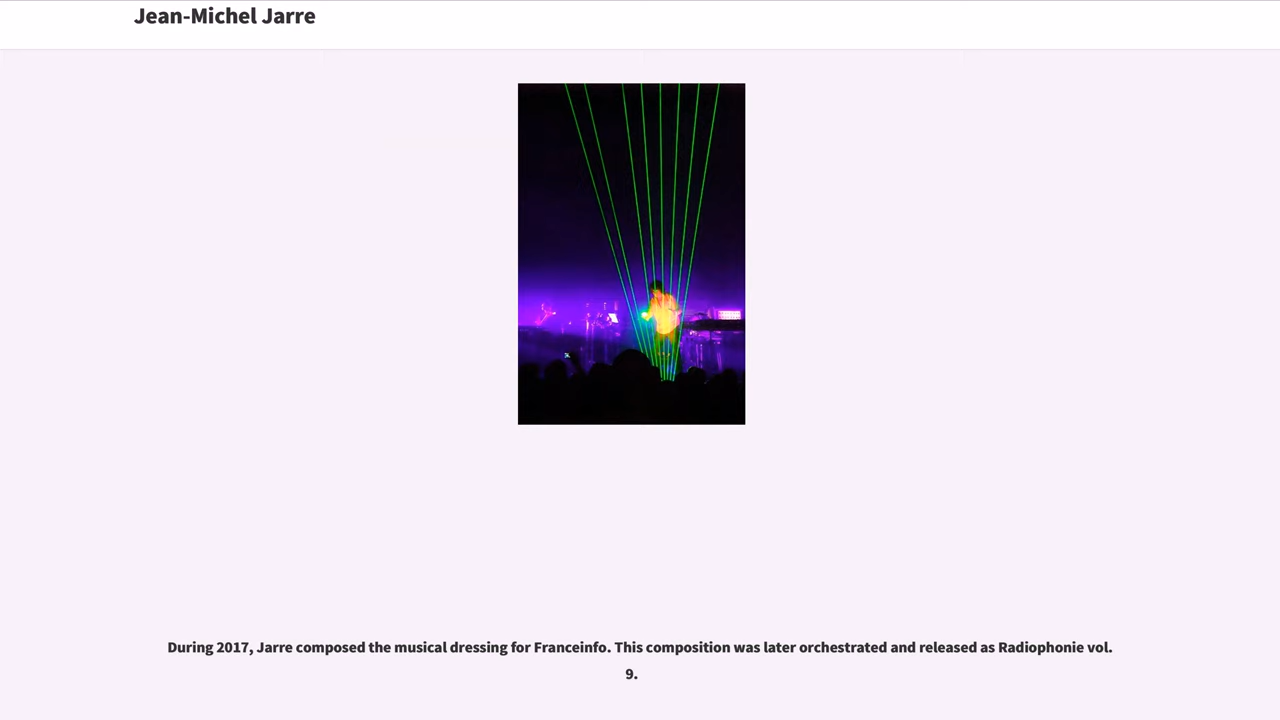 Jean-Michel Jarre
During 2017, Jarre composed the musical dressing for Franceinfo. This composition was later orchestrated and released as Radiophonie vol.
9.